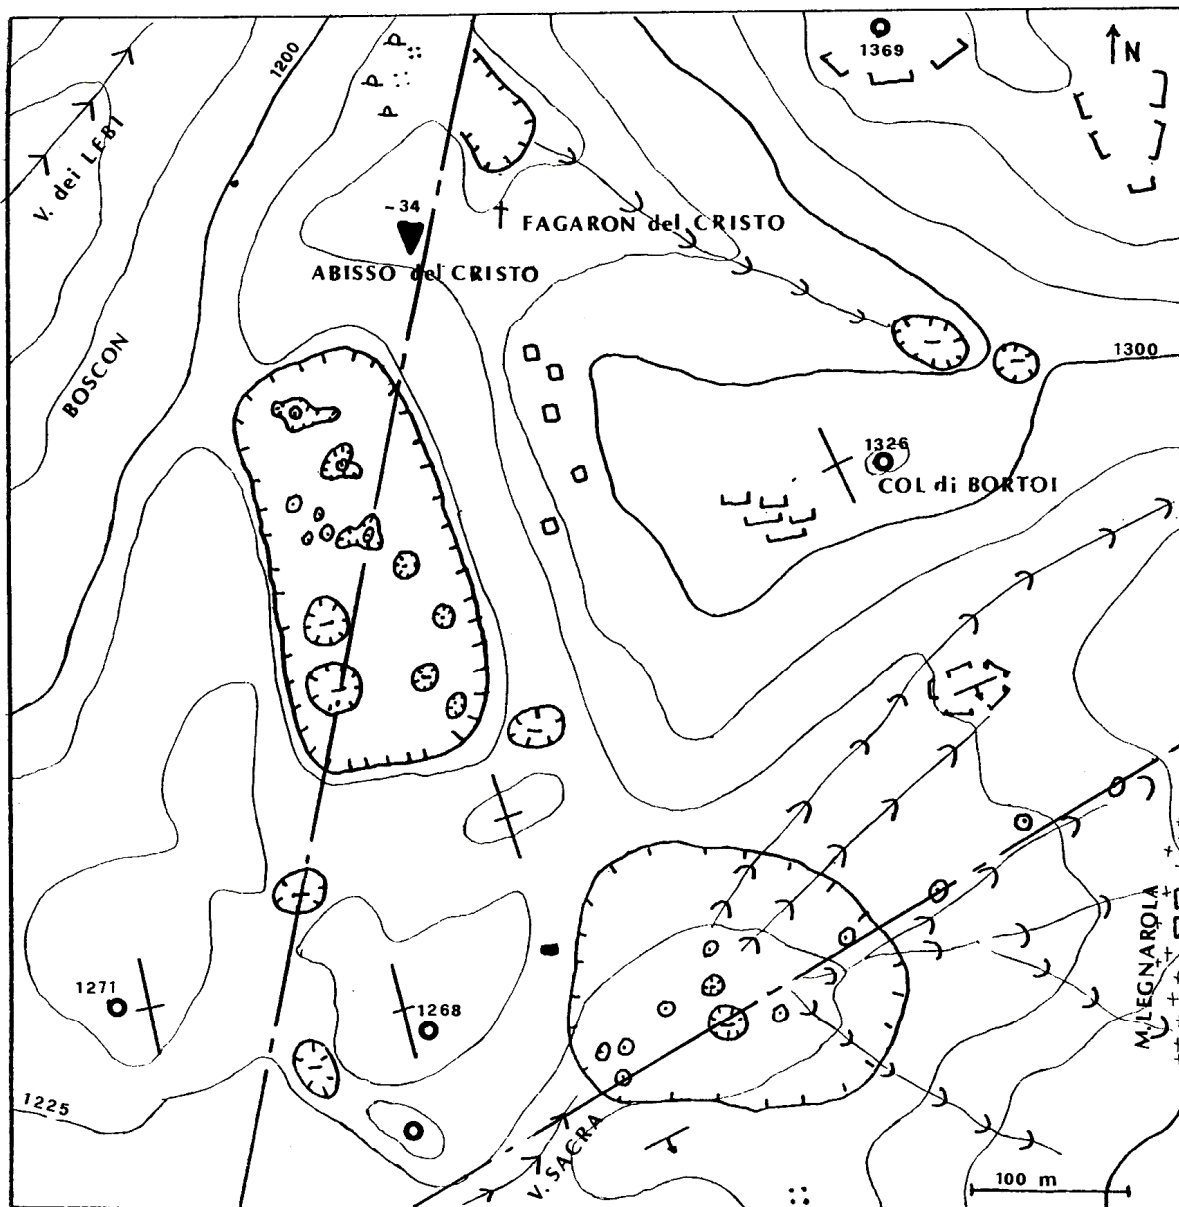 1369
N
1200
V. dei LEBI
-34
FAGARON del CRISTO
ABISSO del CRISTO
1300
BOSCON
1326
COL di BORTOI
1271
1268
M. LEGNAROLA
1225
V. SACRA
100 m